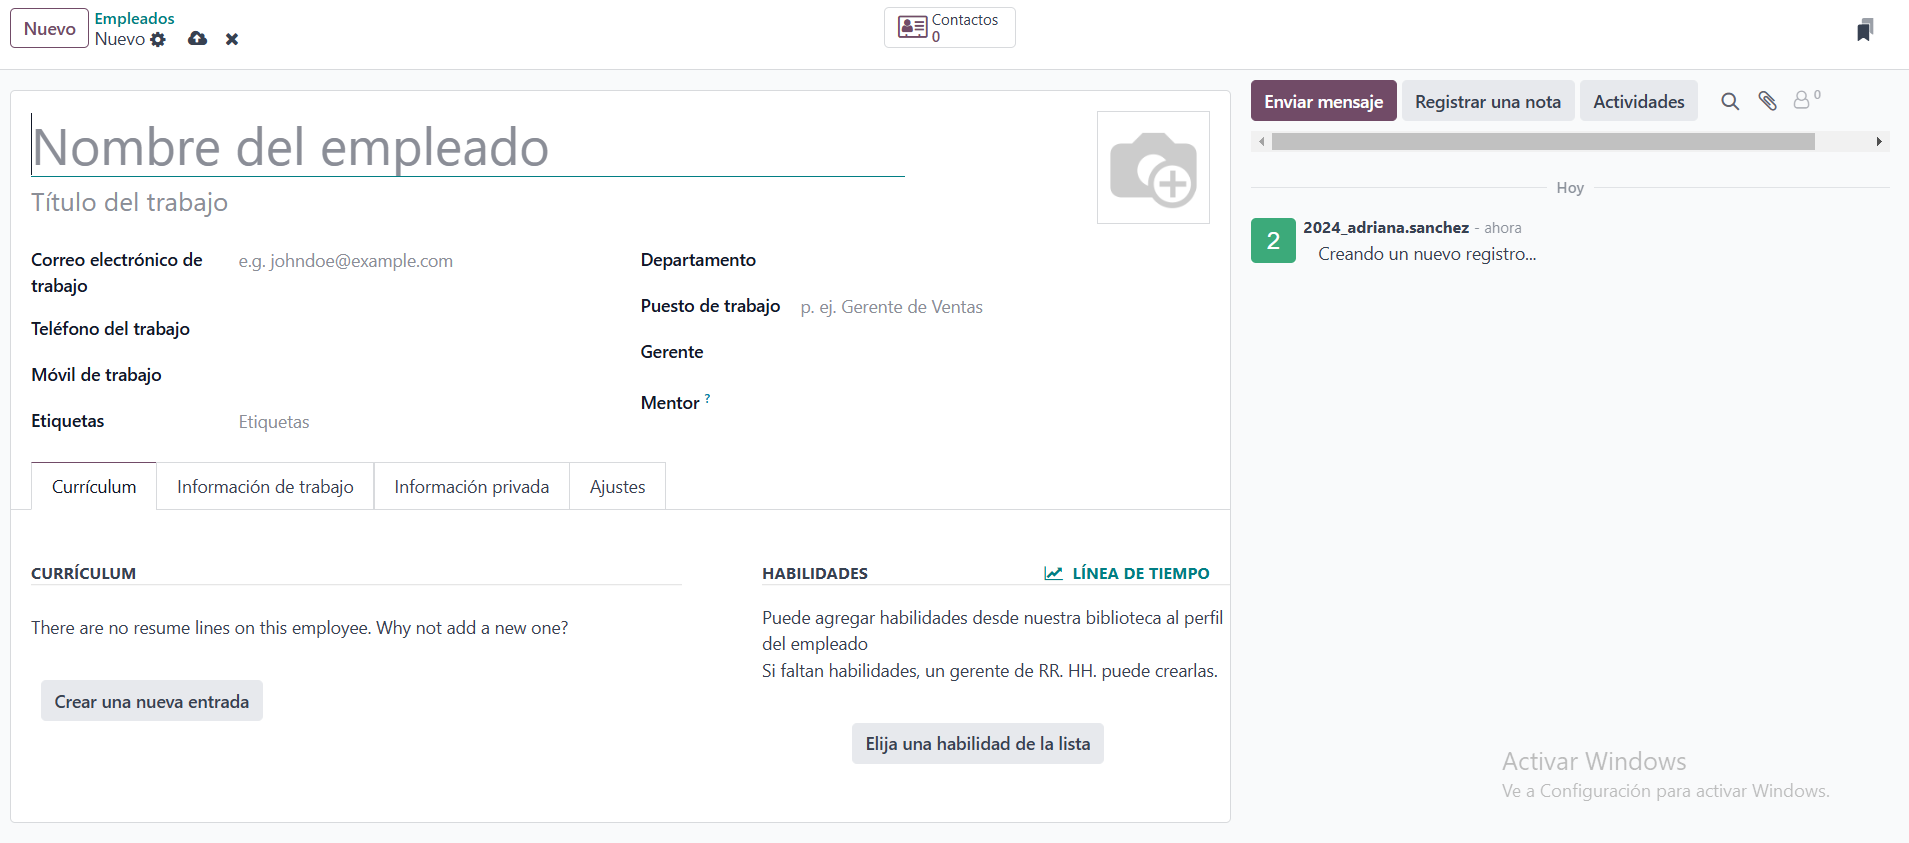 Nuevo
Empleados
Nuevo
Contactos
0
Nombre del empleado
Título del trabajo
Correo electrónico de trabajo
e.g. johndoe@example.com
Teléfono del trabajo
Móvil de trabajo
Etiquetas
Etiquetas
Departamento
Puesto de trabajo
p. ej. Gerente de Ventas
Gerente
Mentor ?
Currículum
Información de trabajo
Información privada
Ajustes
CURRÍCULUM
There are no resume lines on this employee. Why not add a new one?
Crear una nueva entrada
HABILIDADES
LÍNEA DE TIEMPO
Puede agregar habilidades desde nuestra biblioteca al perfil
del empleado
Si faltan habilidades, un gerente de RR. HH. puede crearlas.
Elija una habilidad de la lista
Enviar mensaje
Registrar una nota
Actividades
0
Hoy
2
2024_adriana.sanchez - ahora
Creando un nuevo registro...
Activar Windows
Ve a Configuración para activar Windows.